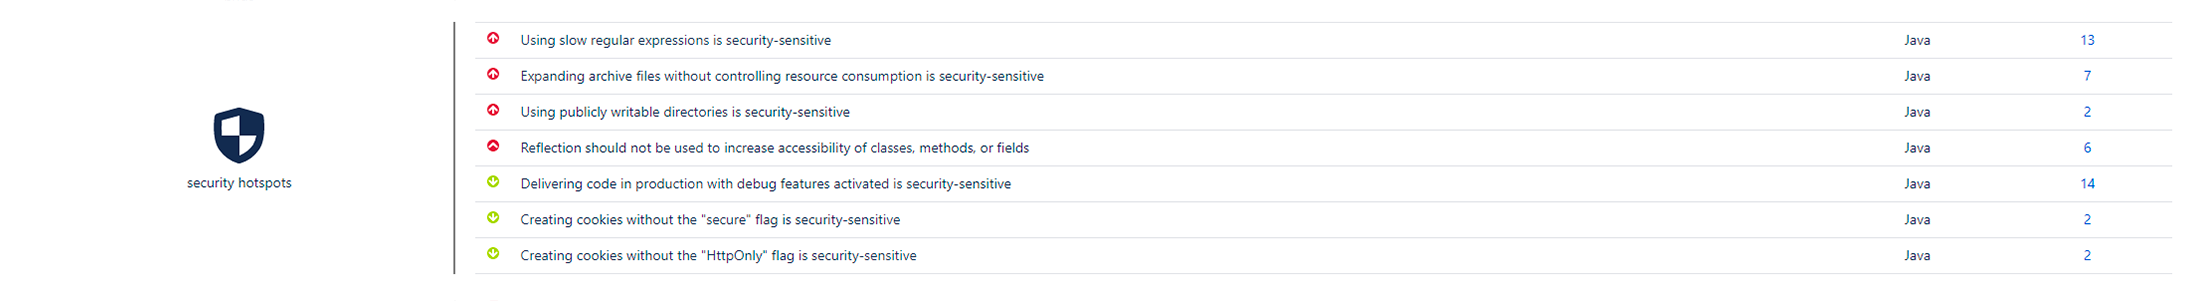 Using slow regular expressions is security-sensitive Java 13
Expanding archive files without controlling resource consumption is security-sensitive Java 7
Using publicly writable directories is security-sensitive Java 2
Reflection should not be used to increase accessibility of classes, methods, or fields Java 6
security hotspots
Delivering code in production with debug features activated is security-sensitive Java 14
Creating cookies without the "secure" flag is security-sensitive Java 2
Creating cookies without the "HttpOnly" flag is security-sensitive Java 2